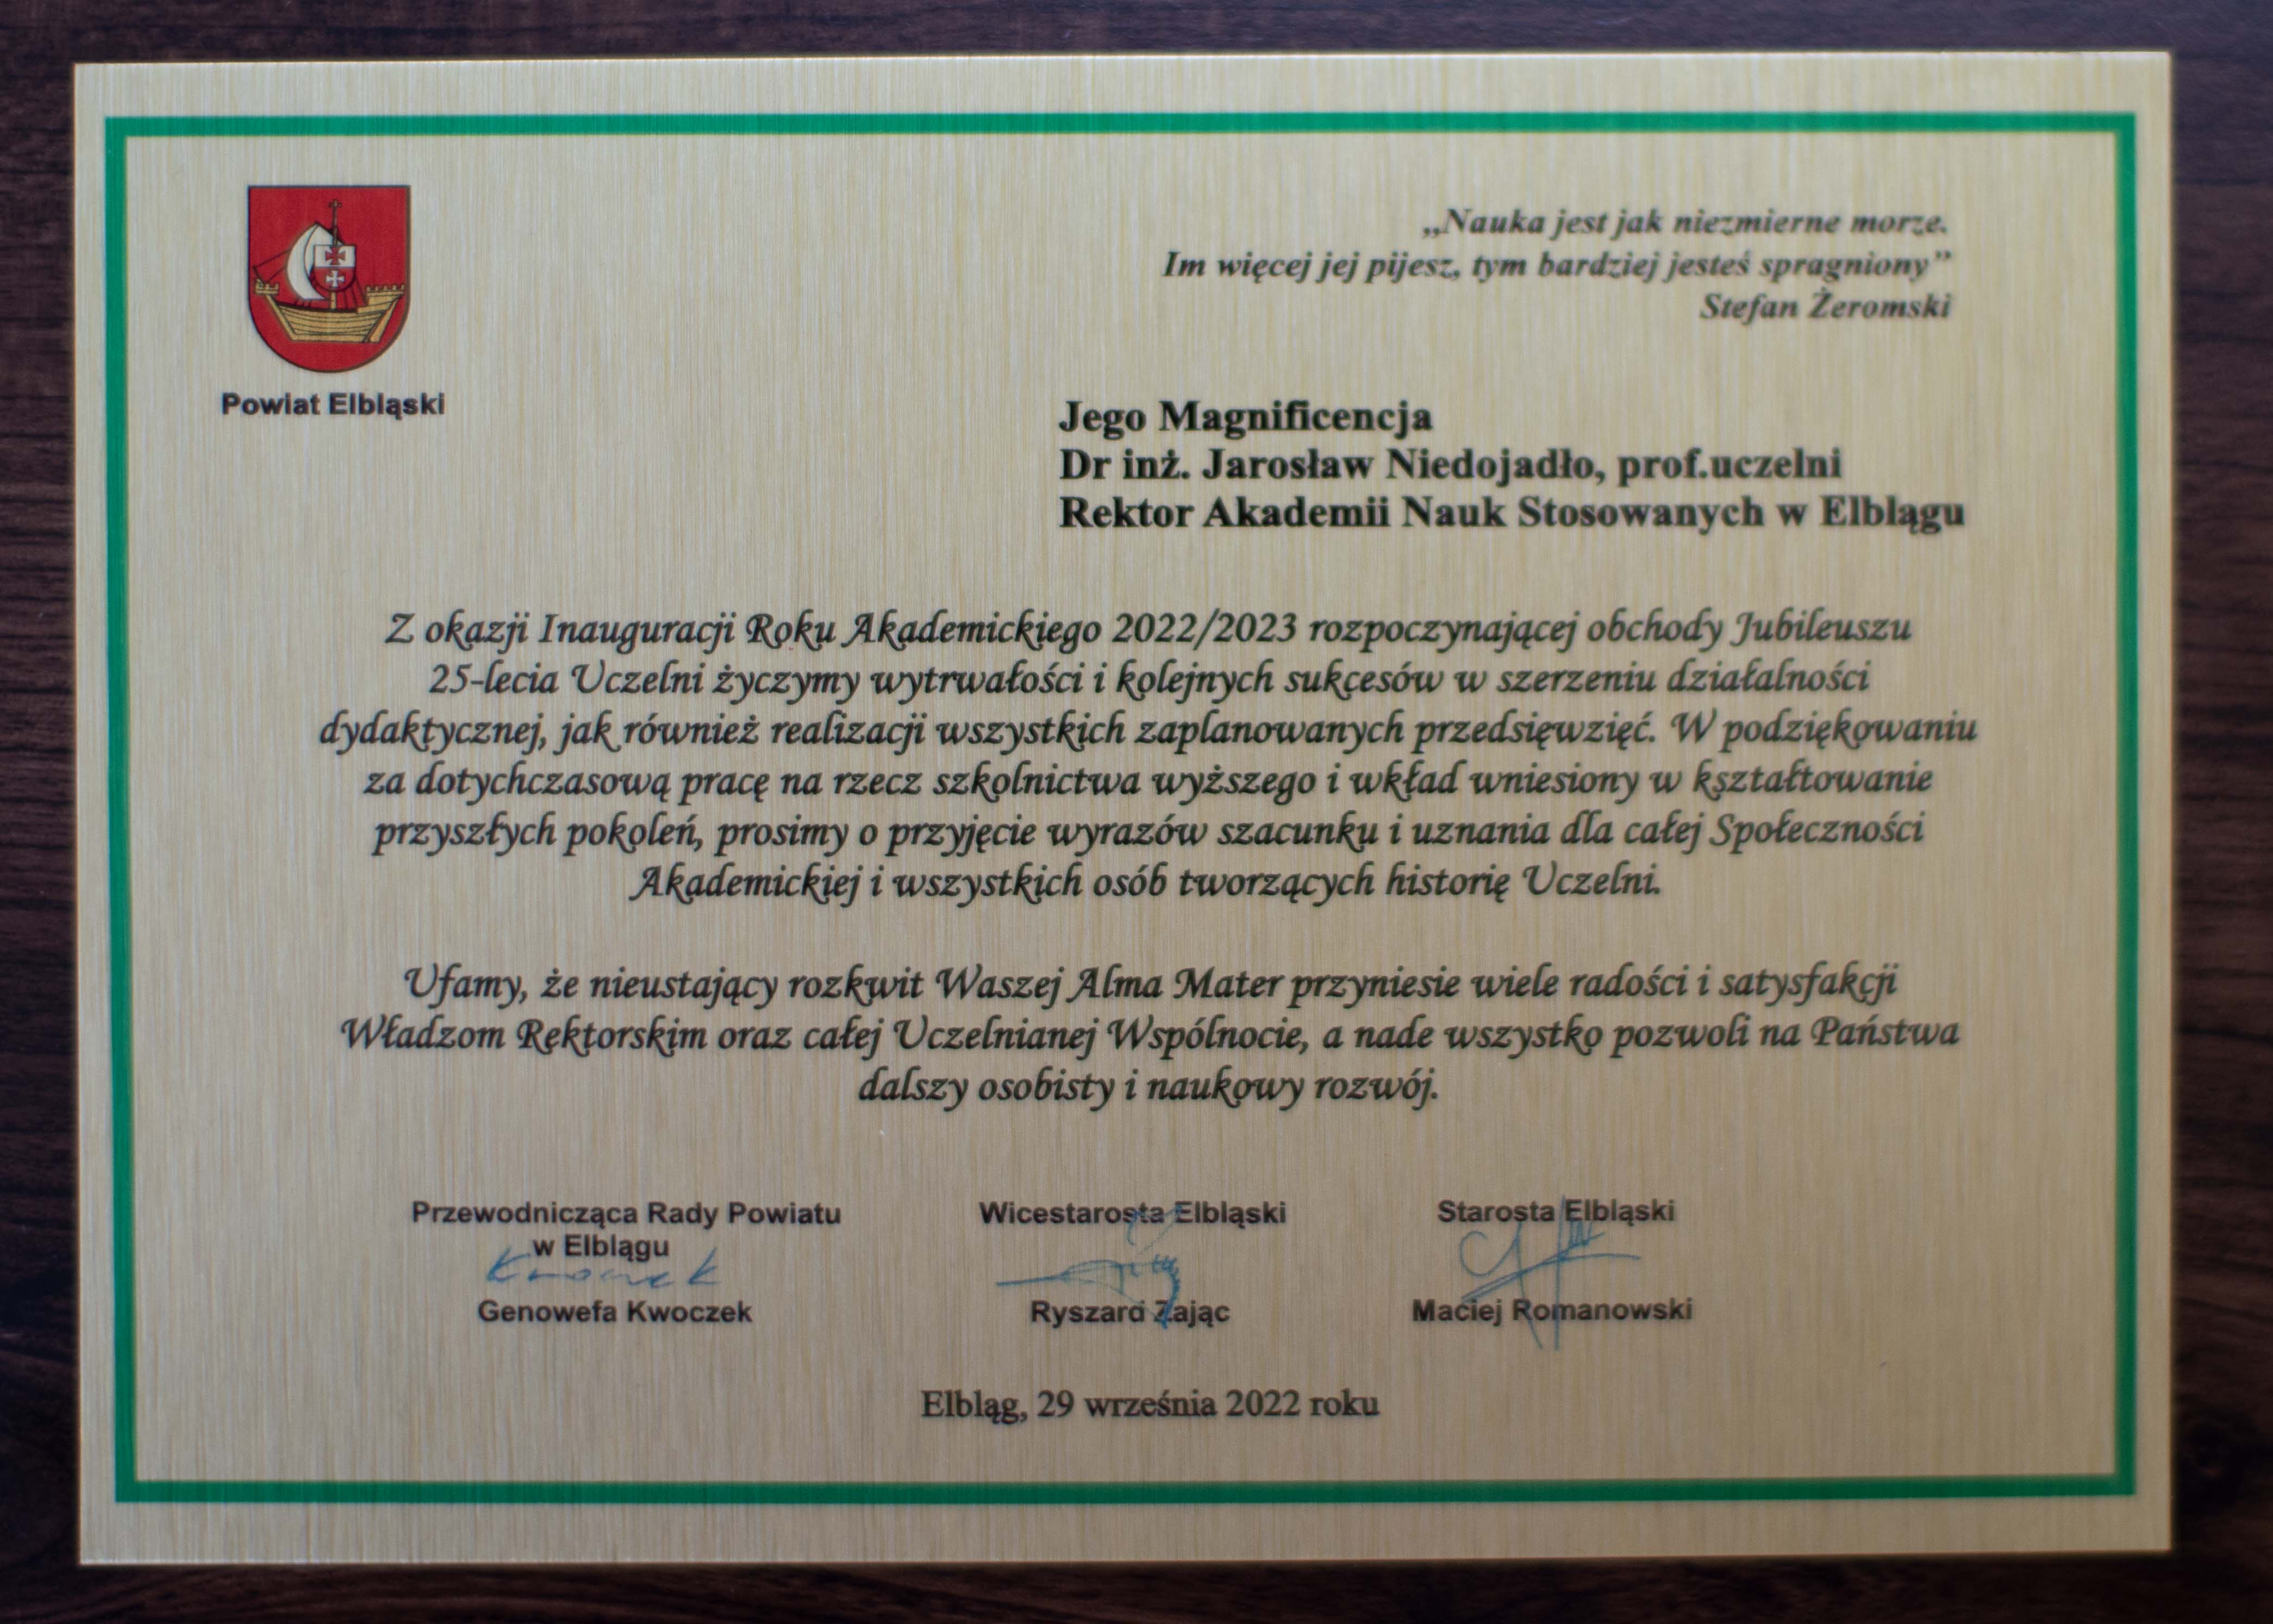 „Nauka jest jak niezmierne morze.
Im więcej jej pijesz, tym bardziej jesteś spragniony”
Stefan Żeromski
Powiat Elbląski
Jego Magnificencja
Dr inż. Jarosław Niedojadło, prof.uczelni
Rektor Akademii Nauk Stosowanych w Elblągu
Z okazji Inauguracji Roku Akademickiego 2022/2023 rozpoczynającej obchody Jubileuszu
25-lecia Uczelni życzymy wytrwałości i kolejnych sukcesów w szerzeniu działalności
dydaktycznej, jak również realizacji wszystkich zaplanowanych przedsięwzięć. W podziękowaniu
za dotychczasową pracę na rzecz szkolnictwa wyższego i wkład wniesiony w kształtowanie
przyszłych pokoleń, prosimy o przyjęcie wyrazów szacunku i uznania dla całej Społeczności
Akademickiej i wszystkich osób tworzących historię Uczelni.
Ufamy, że nieustający rozkwit Waszej Alma Mater przyniesie wiele radości i satysfakcji
Władzom Rektorskim oraz całej Uczelnianej Wspólnocie, a nade wszystko pozwoli na Państwa
dalszy osobisty i naukowy rozwój.
Przewodnicząca Rady Powiatu
w Elblągu
Genowefa Kwoczek
Wicestarosta Elbląski
Ryszard Zając
Starosta Elbląski
Maciej Romanowski
Elbląg, 29 września 2022 roku